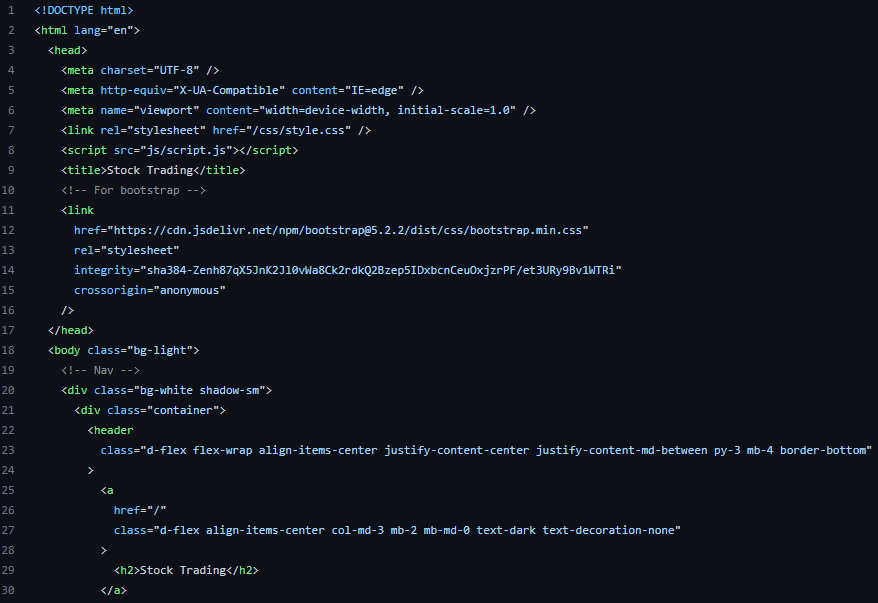 1 <!DOCTYPE html>
2 <html lang="en">
3 <head>
4 <meta charset="UTF-8" />
5 <meta http-equiv="X-UA-Compatible" content="IE=edge" />
6 <meta name="viewport" content="width=device-width, initial-scale=1.0" />
7 <link rel="stylesheet" href="/css/style.css" />
8 <script src="js/script.js"></script>
9 <title>Stock Trading</title>
10 <!-- For bootstrap -->
11 <link
12 href="https://cdn.jsdelivr.net/npm/bootstrap@5.2.2/dist/css/bootstrap.min.css"
13 rel="stylesheet"
14 integrity="sha384-Zenh87qX5JnK2Jl0vWa8Ck2rdkQ2Bzep5IDxbcnCeuOxjzrPF/et3URy9Bv1WTRi"
15 crossorigin="anonymous"
16 />
17 </head>
18 <body class="bg-light">
19 <!-- Nav -->
20 <div class="bg-white shadow-sm">
21 <div class="container">
22 <header
23 class="d-flex flex-wrap align-items-center justify-content-center justify-content-md-between py-3 mb-4 border-bottom"
24 >
25 <a
26 href="/"
27 class="d-flex align-items-center col-md-3 mb-2 mb-md-0 text-dark text-decoration-none"
28 >
29 <h2>Stock Trading</h2>
30 </a>